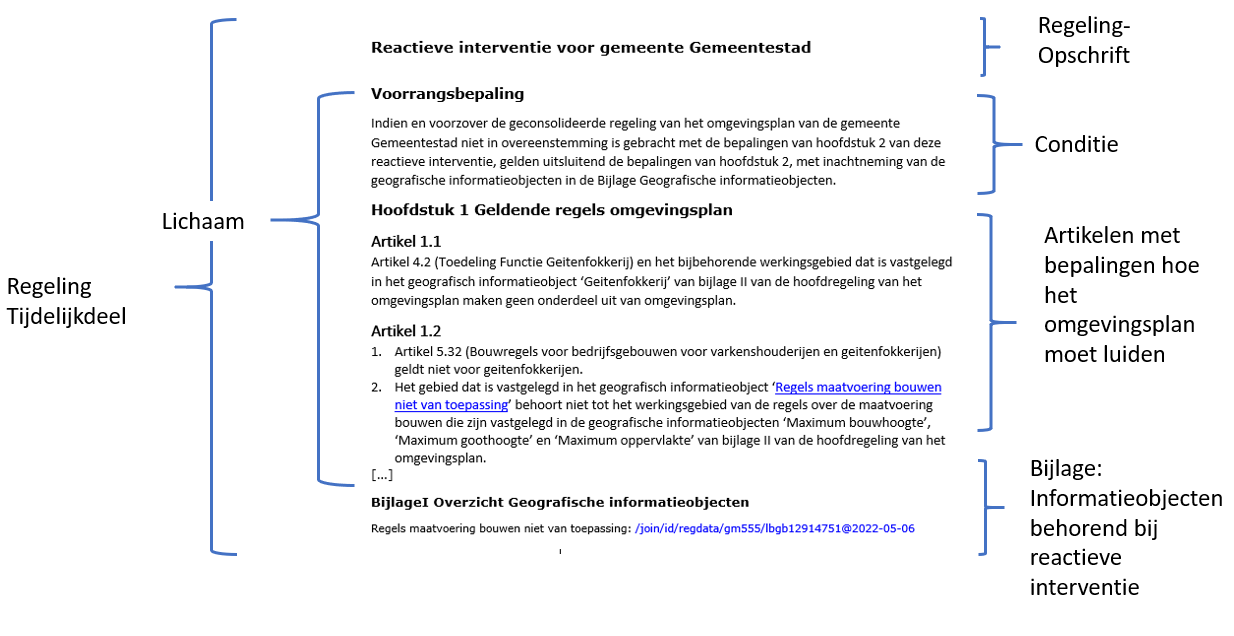 Regeling
Tijdelijkdeel
Lichaam
Reactieve interventie voor gemeente Gemeentestad
Voorrangsbepaling
Indien en voorzover de geconsolideerde regeling van het omgevingsplan van de gemeente
Gemeentestad niet in overeenstemming is gebracht met de bepalingen van hoofdstuk 2 van deze
reactieve interventie, gelden uitsluitend de bepalingen van hoofdstuk 2, met inachtneming van de
geografische informatieobjecten in de Bijlage Geografische informatieobjecten.
Hoofdstuk 1 Geldende regels omgevingsplan
Artikel 1.1
Artikel 4.2 (Toedeling Functie Geitenfokkerij) en het bijbehorende werkingsgebied dat is vastgelegd
in het geografisch informatieobject ‘Geitenfokkerij’ van bijlage II van de hoofdregeling van het
omgevingsplan maken geen onderdeel uit van omgevingsplan.
Artikel 1.2
1. Artikel 5.32 (Bouwregels voor bedrijfsgebouwen voor varkenshouderijen en geitenfokkerijen)
geldt niet voor geitenfokkerijen.
2. Het gebied dat is vastgelegd in het geografisch informatieobject ‘Regels maatvoering bouwen
niet van toepassing’ behoort niet tot het werkingsgebied van de regels over de maatvoering
bouwen die zijn vastgelegd in de geografische informatieobjecten ‘Maximum bouwhoogte’,
‘Maximum goothoogte’ en ‘Maximum oppervlakte’ van bijlage II van de hoofdregeling van het
omgevingsplan.
[...]
BijlageI Overzicht Geografische informatieobjecten
Regels maatvoering bouwen niet van toepassing: /join/id/regdata/gm555/lbgb12914751@2022-05-06
Regeling-
Opschrift
Conditie
Artikelen met
bepalingen hoe
het
omgevingsplan
moet luiden
Bijlage:
Informatieobjecten
behorend bij
reactieve
interventie